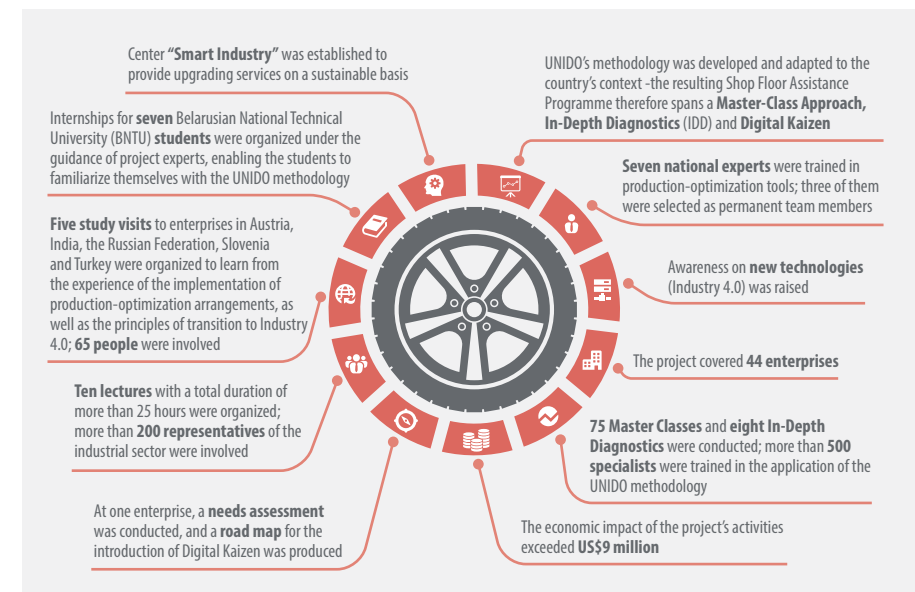 Center “Smart Industry” was established to
provide upgrading services on a sustainable basis
Internships for seven Belarusian National Technical
University (BNTU) students were organized under the
guidance of project experts, enabling the students to
familiarize themselves with the UNIDO methodology
Five study visits to enterprises in Austria,
India, the Russian Federation, Slovenia
and Turkey were organized to learn from
the experience of the implementation of
production-optimization arrangements, as
well as the principles of transition to Industry
4.0; 65 people were involved
Ten lectures with a total duration of
more than 25 hours were organized;
more than 200 representatives of the
industrial sector were involved
At one enterprise, a needs assessment
was conducted, and a road map for the
introduction of Digital Kaizen was produced
UNIDO’s methodology was developed and adapted to the
country’s context -the resulting Shop Floor Assistance
Programme therefore spans a Master-Class Approach,
In-Depth Diagnostics (IDD) and Digital Kaizen
Seven national experts were trained in
production-optimization tools; three of them
were selected as permanent team members
Awareness on new technologies
(Industry 4.0) was raised
The project covered 44 enterprises
75 Master Classes and eight In-Depth
Diagnostics were conducted; more than 500
specialists were trained in the application of the
UNIDO methodology
The economic impact of the project’s activities
exceeded US$9 million